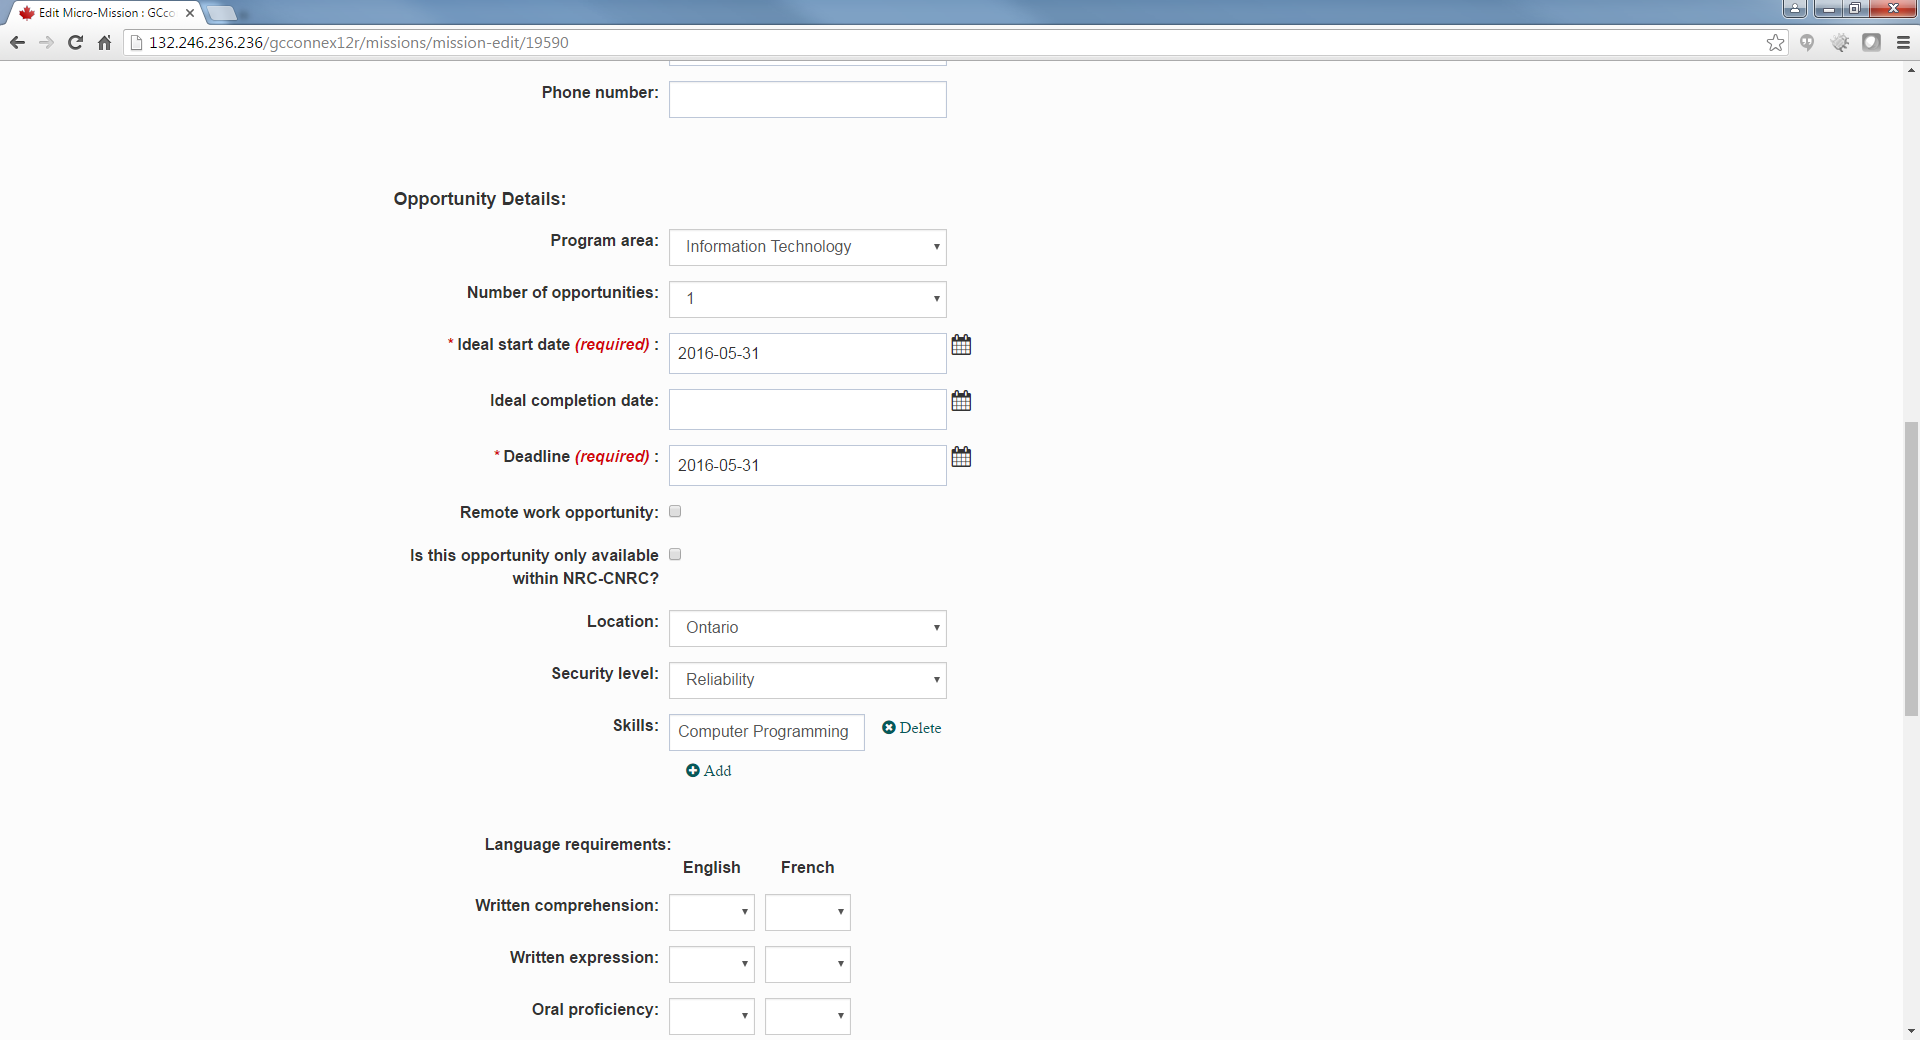 Edit Micro-Mission : GCco
132.246.236.236/gcconnex12r/missions/mission-edit/19590
Phone number:
Opportunity Details:
Program area: Information Technology
Number of opportunities: 1
* Ideal start date (required) : 2016-05-31
Ideal completion date:
* Deadline (required) : 2016-05-31
Remote work opportunity:
Is this opportunity only available
within NRC-CNRC?
Location: Ontario
Security level: Reliability
Skills: Computer Programming Delete
Add
Language requirements:
English French
Written comprehension:
Written expression:
Oral proficiency: